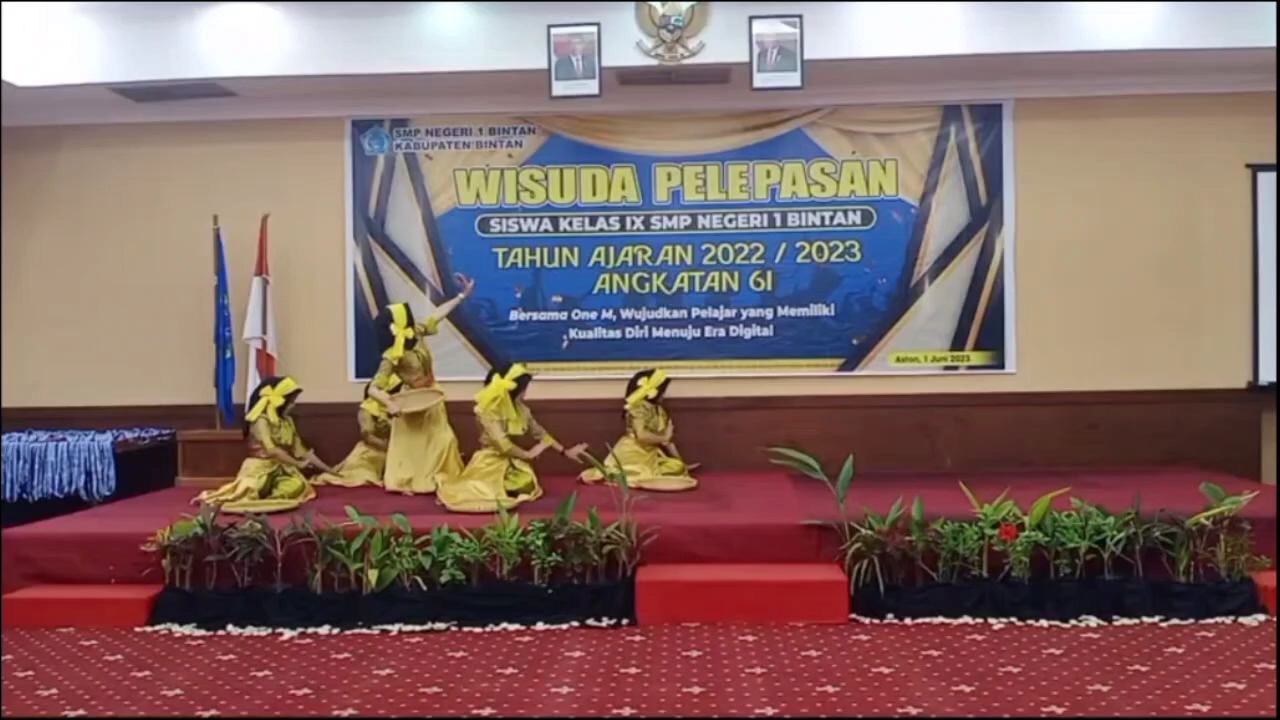 SMP NEGERI 1 BINTAN
KABUPATEN BINTAN
WISUDA PELEPASAN
SISWA KELAS IX SMP NEGERI 1 BINTAN
TAHUN AJARAN 2022 / 2023
ANGKATAN 61
Bersama One M, Wujudkan Pelajar yang Memiliki
Kualitas Diri Menuju Era Digital
Aston, 1 Juni 2023